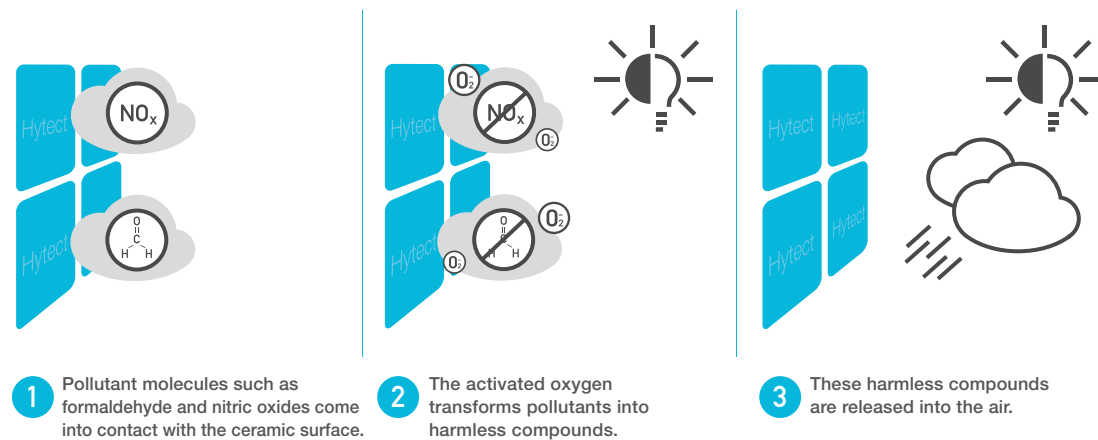 Hytect
NOx
Hytect
O
C
H H
O₂⁻
NOx
Hytect
O₂⁻
O₂⁻
O
C
H H
Hytect
O₂⁻
Hytect
Hytect
Hytect
Hytect
1 Pollutant molecules such as
formaldehyde and nitric oxides come
into contact with the ceramic surface.
2 The activated oxygen
transforms pollutants into
harmless compounds.
3 These harmless compounds
are released into the air.